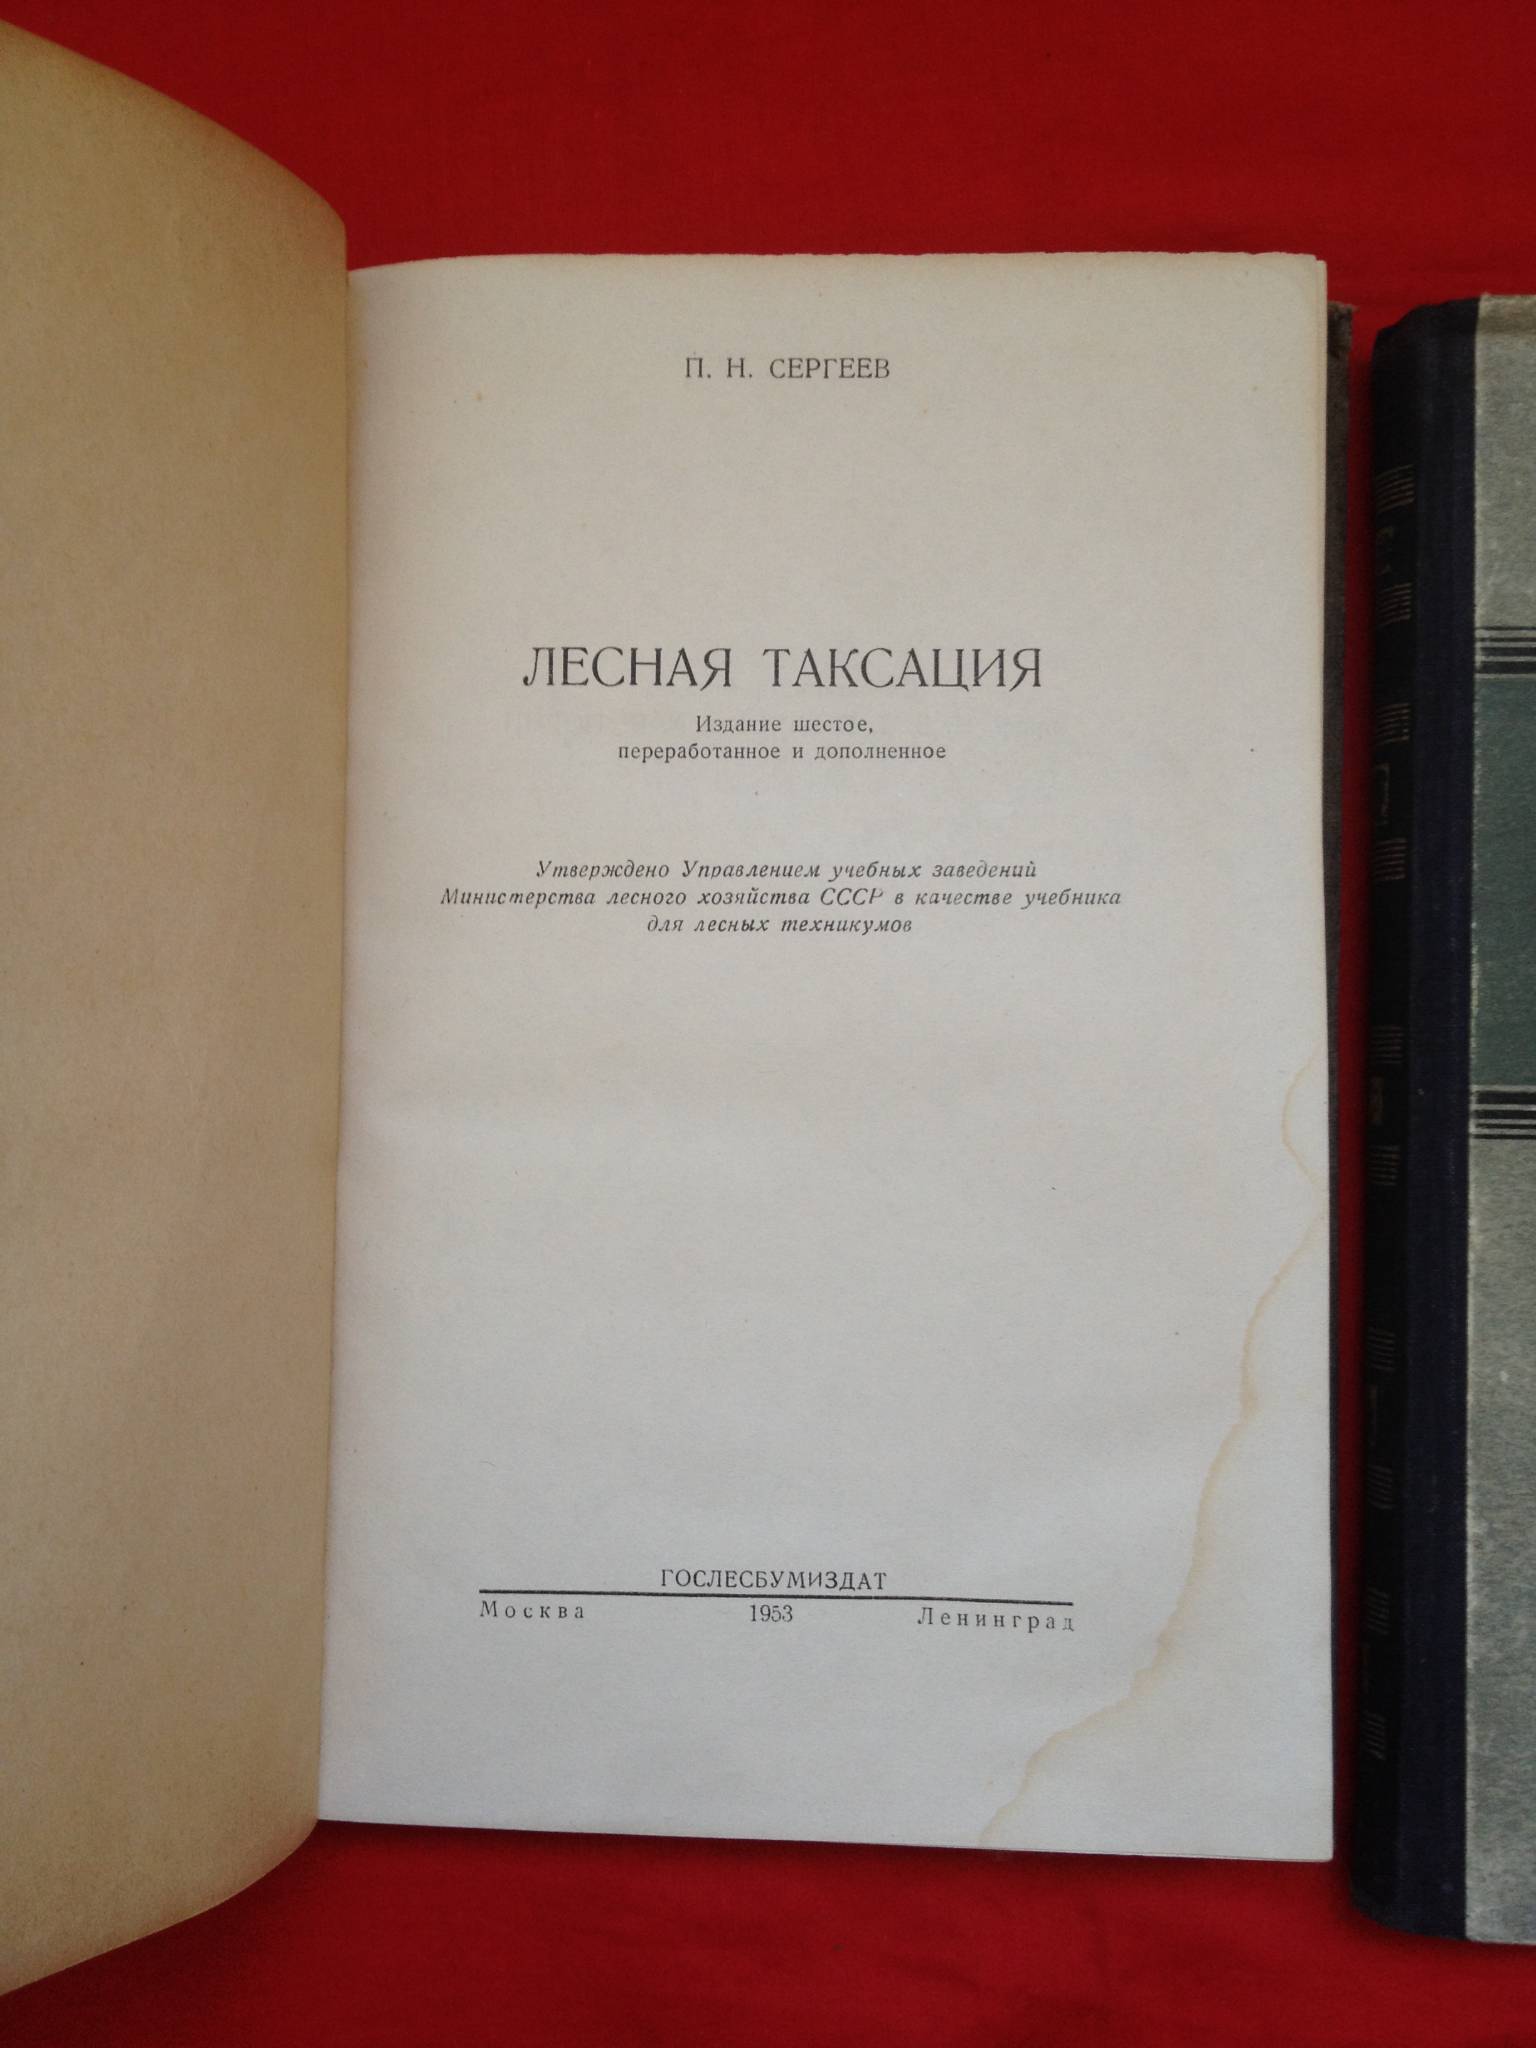 П. Н. СЕРГЕЕВ
ЛЕСНАЯ ТАКСАЦИЯ
Издание шестое,
переработанное и дополненное
Утверждено Управлением учебных заведений
Министерства лесного хозяйства СССР в качестве учебника
для лесных техникумов
ГОСЛЕСБУМИЗДАТ
Москва 1953 Ленинград